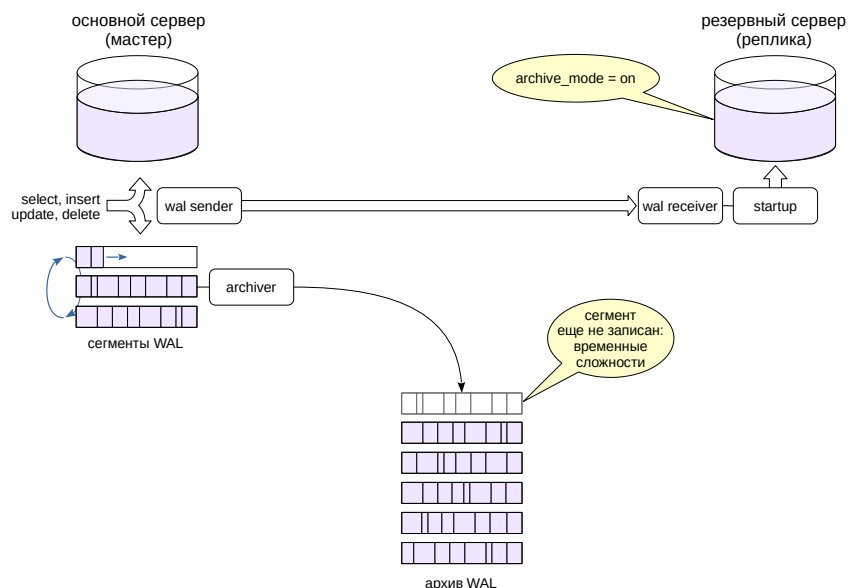 основной сервер
(мастер)
резервный сервер
(реплика)
archive_mode = on
select, insert
update, delete
wal sender
wal receiver
startup
archiver
сегменты WAL
сегмент
еще не записан:
временные
сложности
архив WAL